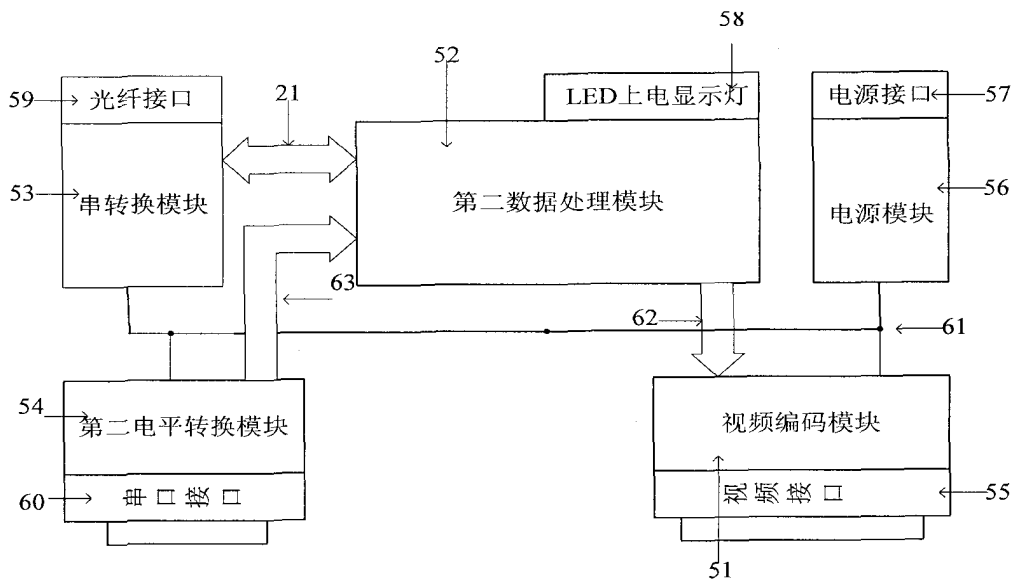 58
52
59
光纤接口
21
LED上电显示灯
电源接口
57
53
串转换模块
第二数据处理模块
56
电源模块
63
62
61
54
第二电平转换模块
视频编码模块
60
串口接口
视频接口
55
51